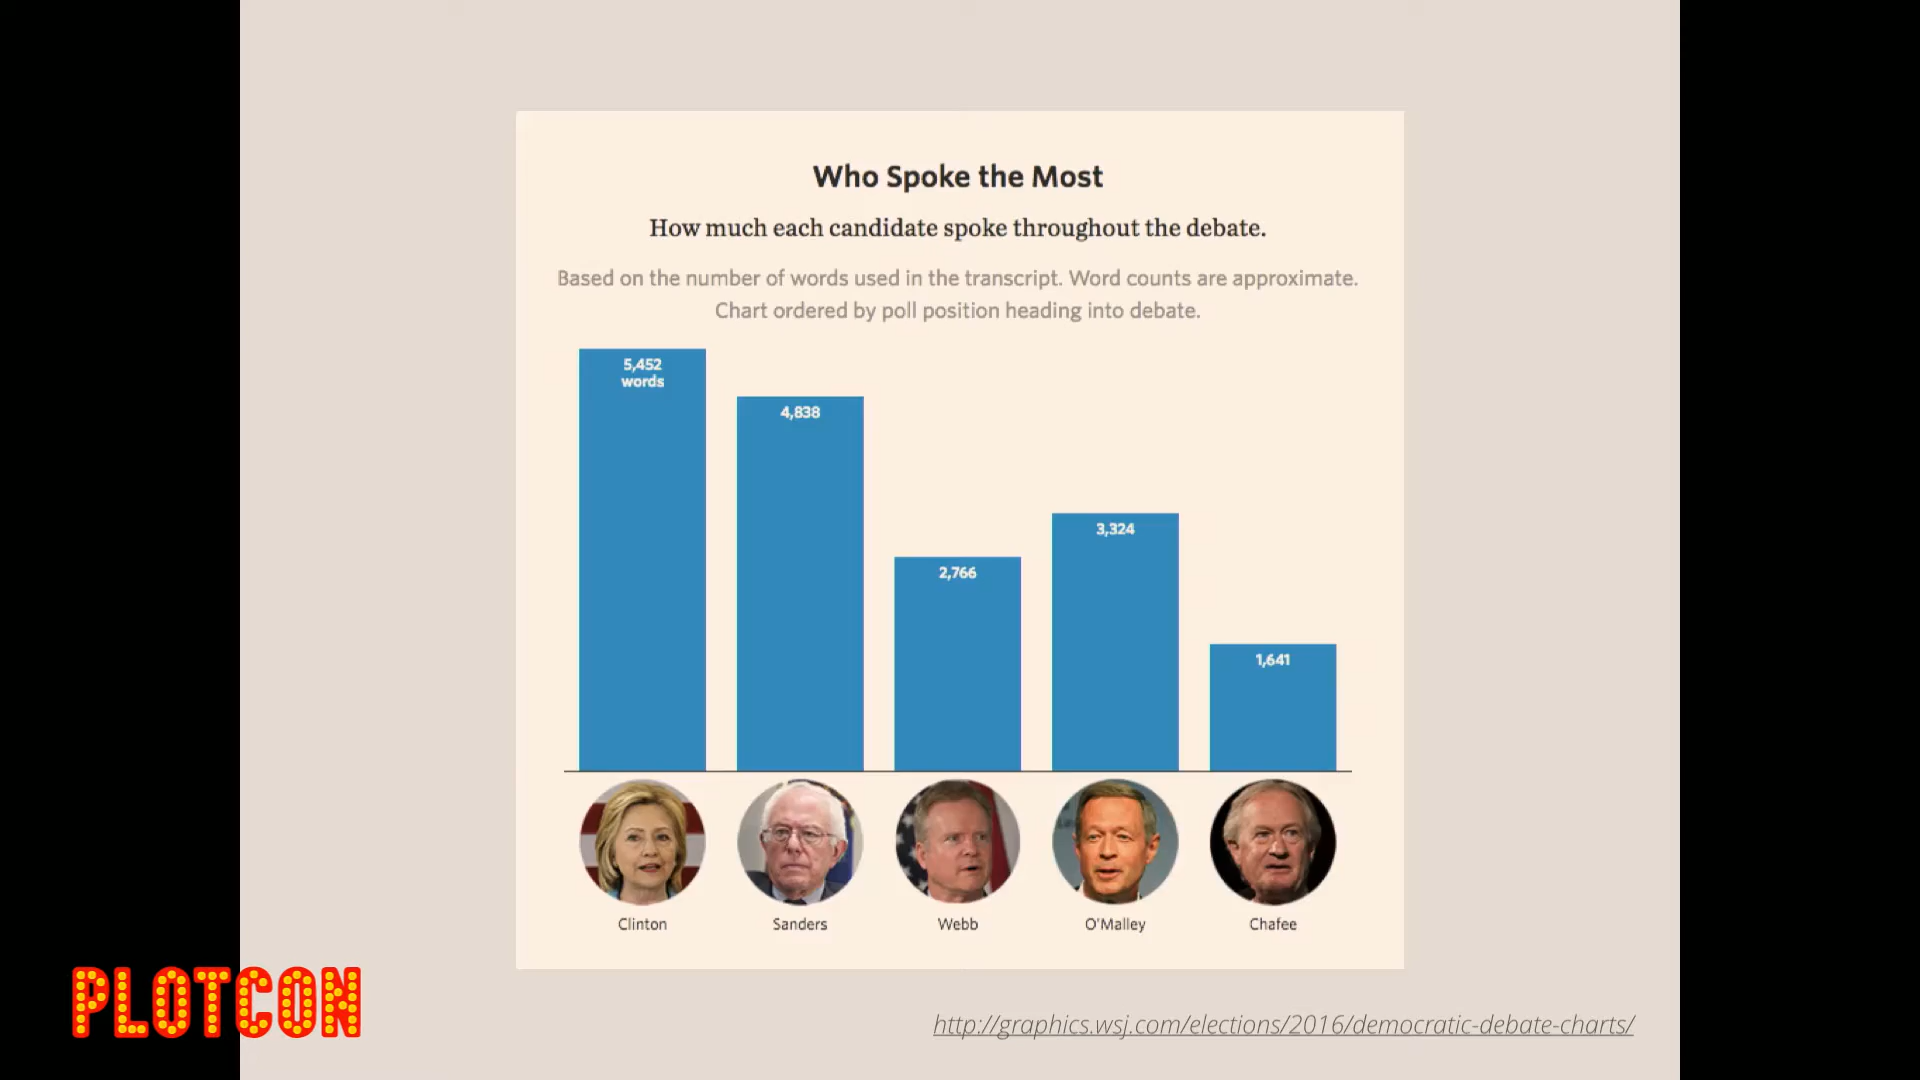 Who Spoke the Most
How much each candidate spoke throughout the debate.
Based on the number of words used in the transcript. Word counts are approximate.
Chart ordered by poll position heading into debate.
5,452
words
4,838
2,766
3,324
1,641
Clinton
Sanders
Webb
O'Malley
Chafee
PLOTCON
http://graphics.wsj.com/elections/2016/democratic-debate-charts/